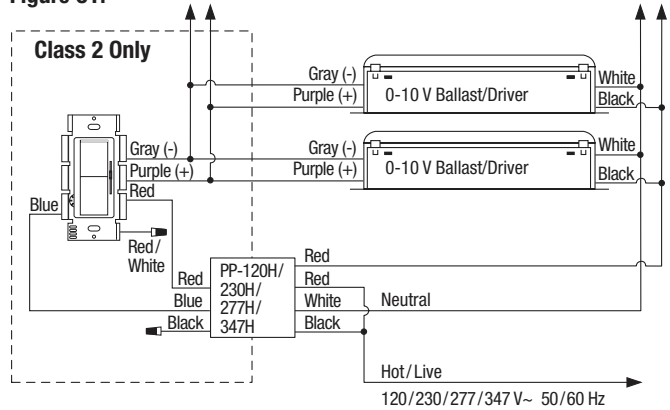 Class 2 Only
Gray (-)
Purple (+)
0-10 V Ballast/Driver
White
Black
Gray (-)
Purple (+)
0-10 V Ballast/Driver
White
Black
Gray (-)
Purple (+)
Red
Blue
Red/
White
Red
Blue
Black
PP-120H/
230H/
277H/
347H
Red
Red
White
Black
Neutral
Hot/Live
120/230/277/347 V~ 50/60 Hz